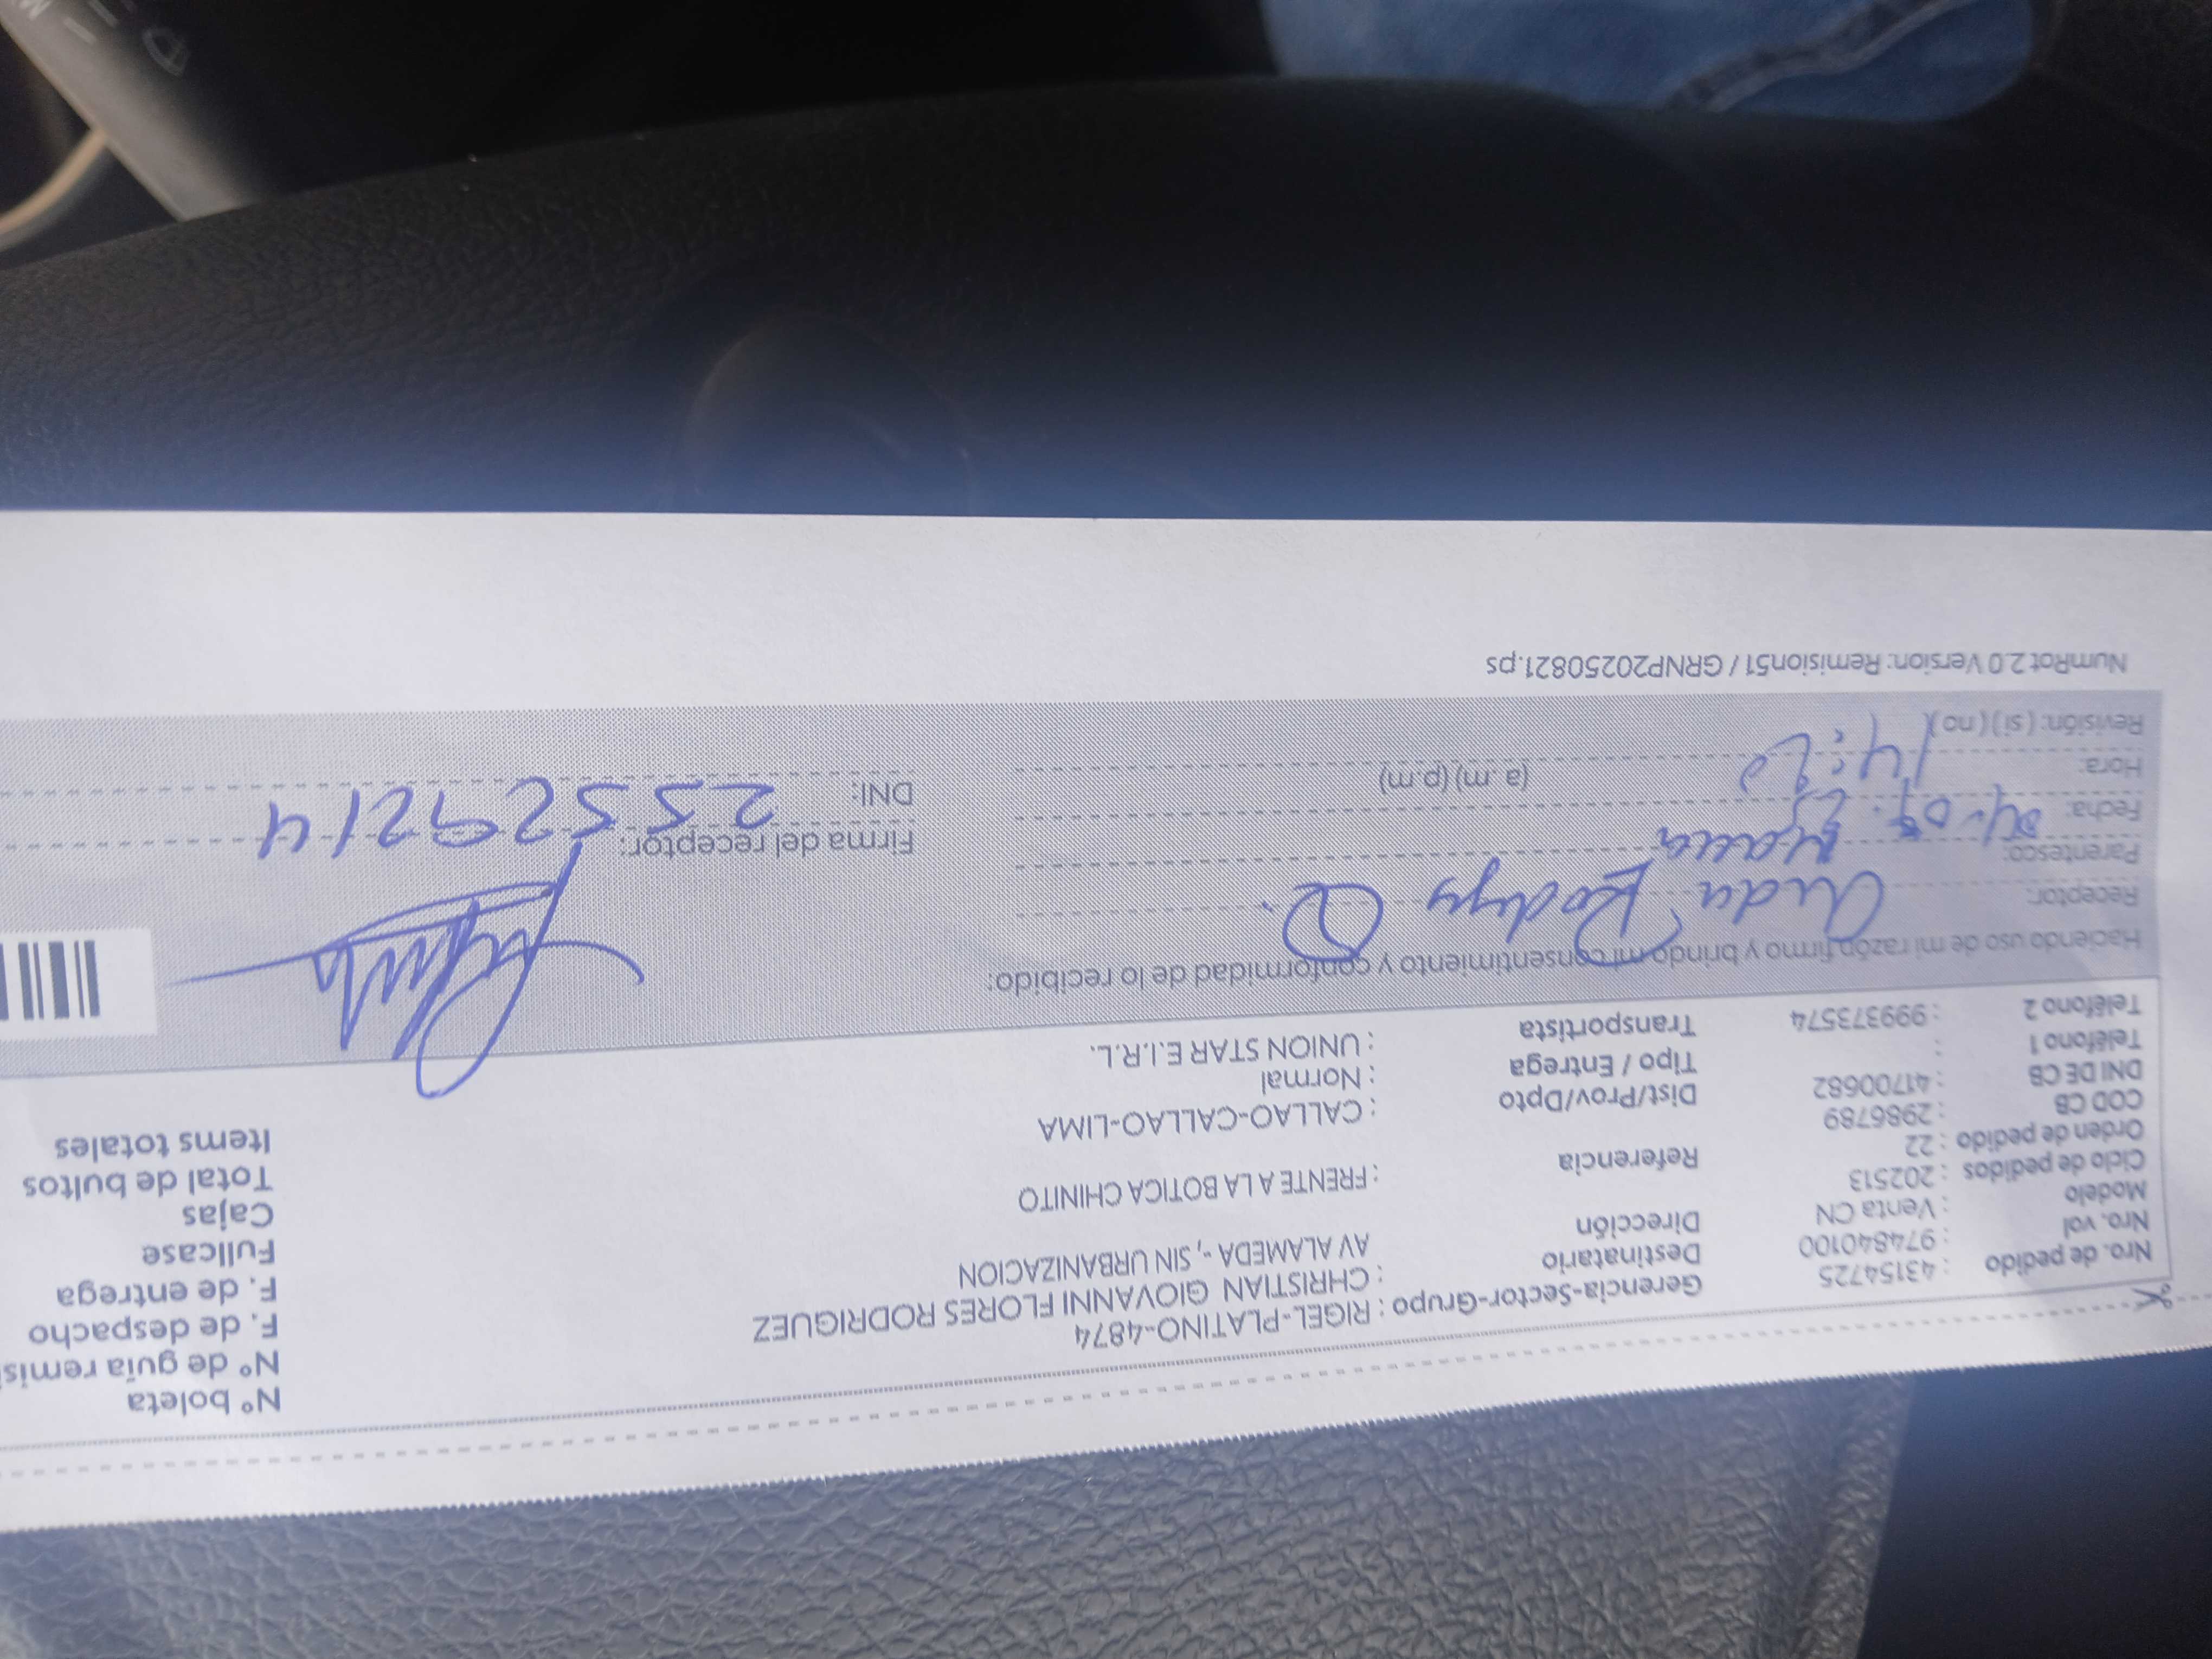 Nro. de pedido : 43154725 Gerencia-Sector-Grupo : RIGEL-PLATINO-4874 Nº boleta
Nro. vol : 974840100 Destinatario : CHRISTIAN GIOVANNI FLORES RODRIGUEZ Nº de guía remisi
Modelo : Venta CN Dirección AV ALAMEDA -, SIN URBANIZACION F. de despacho
Ciclo de pedidos : 202513 F. de entrega
Orden de pedido : 22 Referencia : FRENTE A LA BOTICA CHINITO Fullcase
COD CB : 2986789 Cajas
DNI DE CB : 41700682 Dist/Prov/Dpto : CALLAO-CALLAO-LIMA Total de bultos
Teléfono 1 : Tipo / Entrega : Normal Items totales
Teléfono 2 : 999373574 Transportista : UNION STAR E.I.R.L.
Haciendo uso de mi razón firmo y brindo mi consentimiento y conformidad de lo recibido:
Receptor:
Parentesco: Firma del receptor:
Fecha: DNI: 25529214
Hora: 14:20 (a. m) (p.m)
Revisión: ( si ) ( no )
NumRot 2.0 Version: Remision51 / GRNP20250821.ps